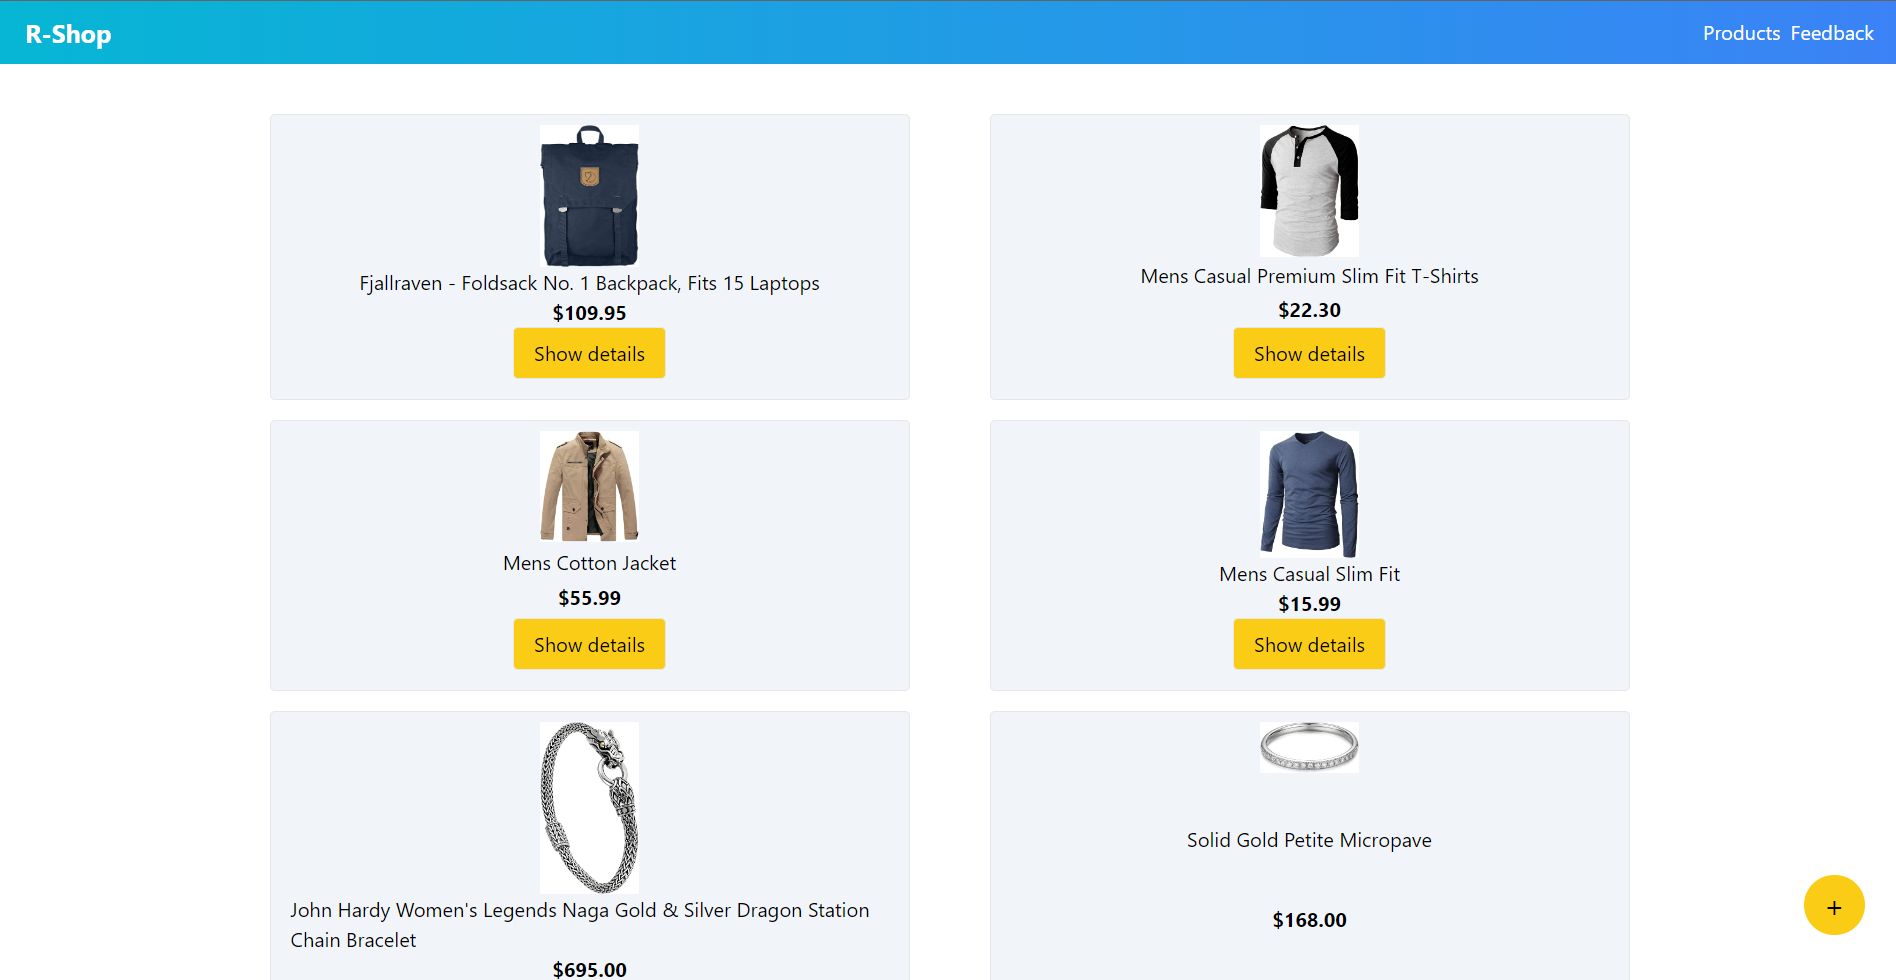 R-Shop
Products Feedback
Fjallraven - Foldsack No. 1 Backpack, Fits 15 Laptops
$109.95
Show details
Mens Casual Premium Slim Fit T-Shirts
$22.30
Show details
Mens Cotton Jacket
$55.99
Show details
Mens Casual Slim Fit
$15.99
Show details
John Hardy Women's Legends Naga Gold & Silver Dragon Station
Chain Bracelet
$695.00
Solid Gold Petite Micropave
$168.00
+